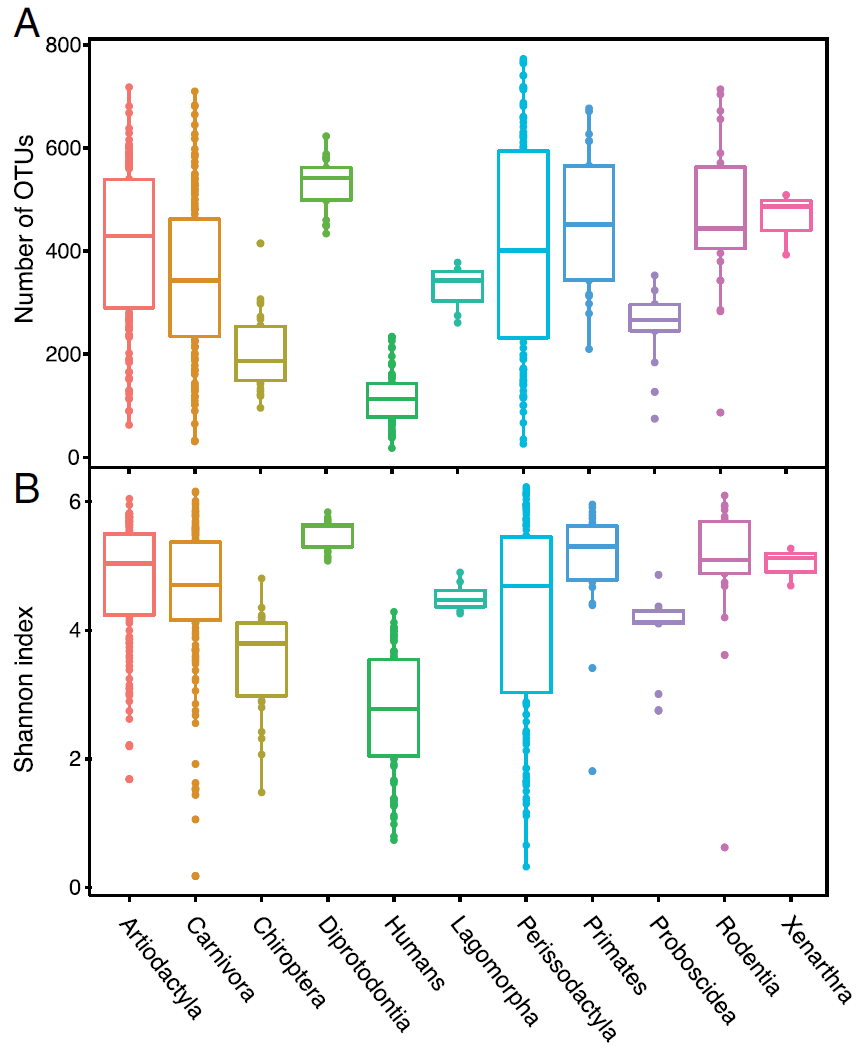 A
800
600
400
200
0
Number of OTUs
B
6
4
2
0
Shannon index
Artiodactyla
Carnivora
Chiroptera
Diprotodontia
Humans
Lagomorpha
Perissodactyla
Primates
Proboscidea
Rodentia
Xenarthra